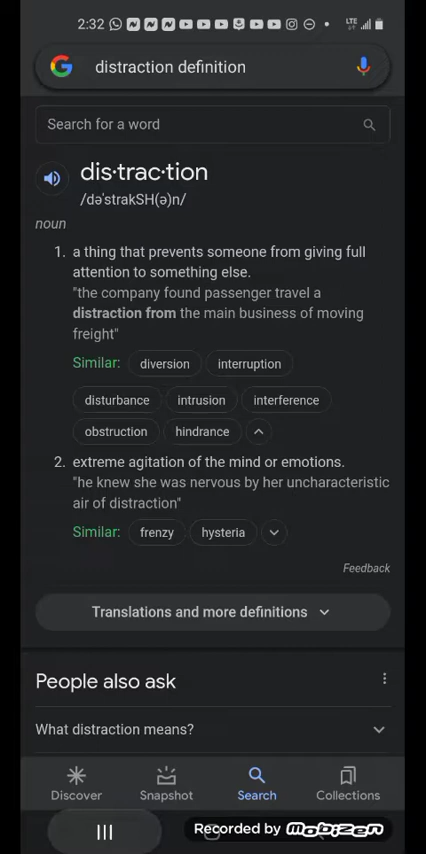 2:32
LTE
distraction definition
Search for a word
dis·trac·tion
/dəˈstrakSH(ə)n/
noun
1. a thing that prevents someone from giving full
attention to something else.
"the company found passenger travel a
distraction from the main business of moving
freight"
Similar: diversion interruption
disturbance intrusion interference
obstruction hindrance
2. extreme agitation of the mind or emotions.
"he knew she was nervous by her uncharacteristic
air of distraction"
Similar: frenzy hysteria
Feedback
Translations and more definitions
People also ask
What distraction means?
Discover Snapshot Search Collections
Recorded by mobizen